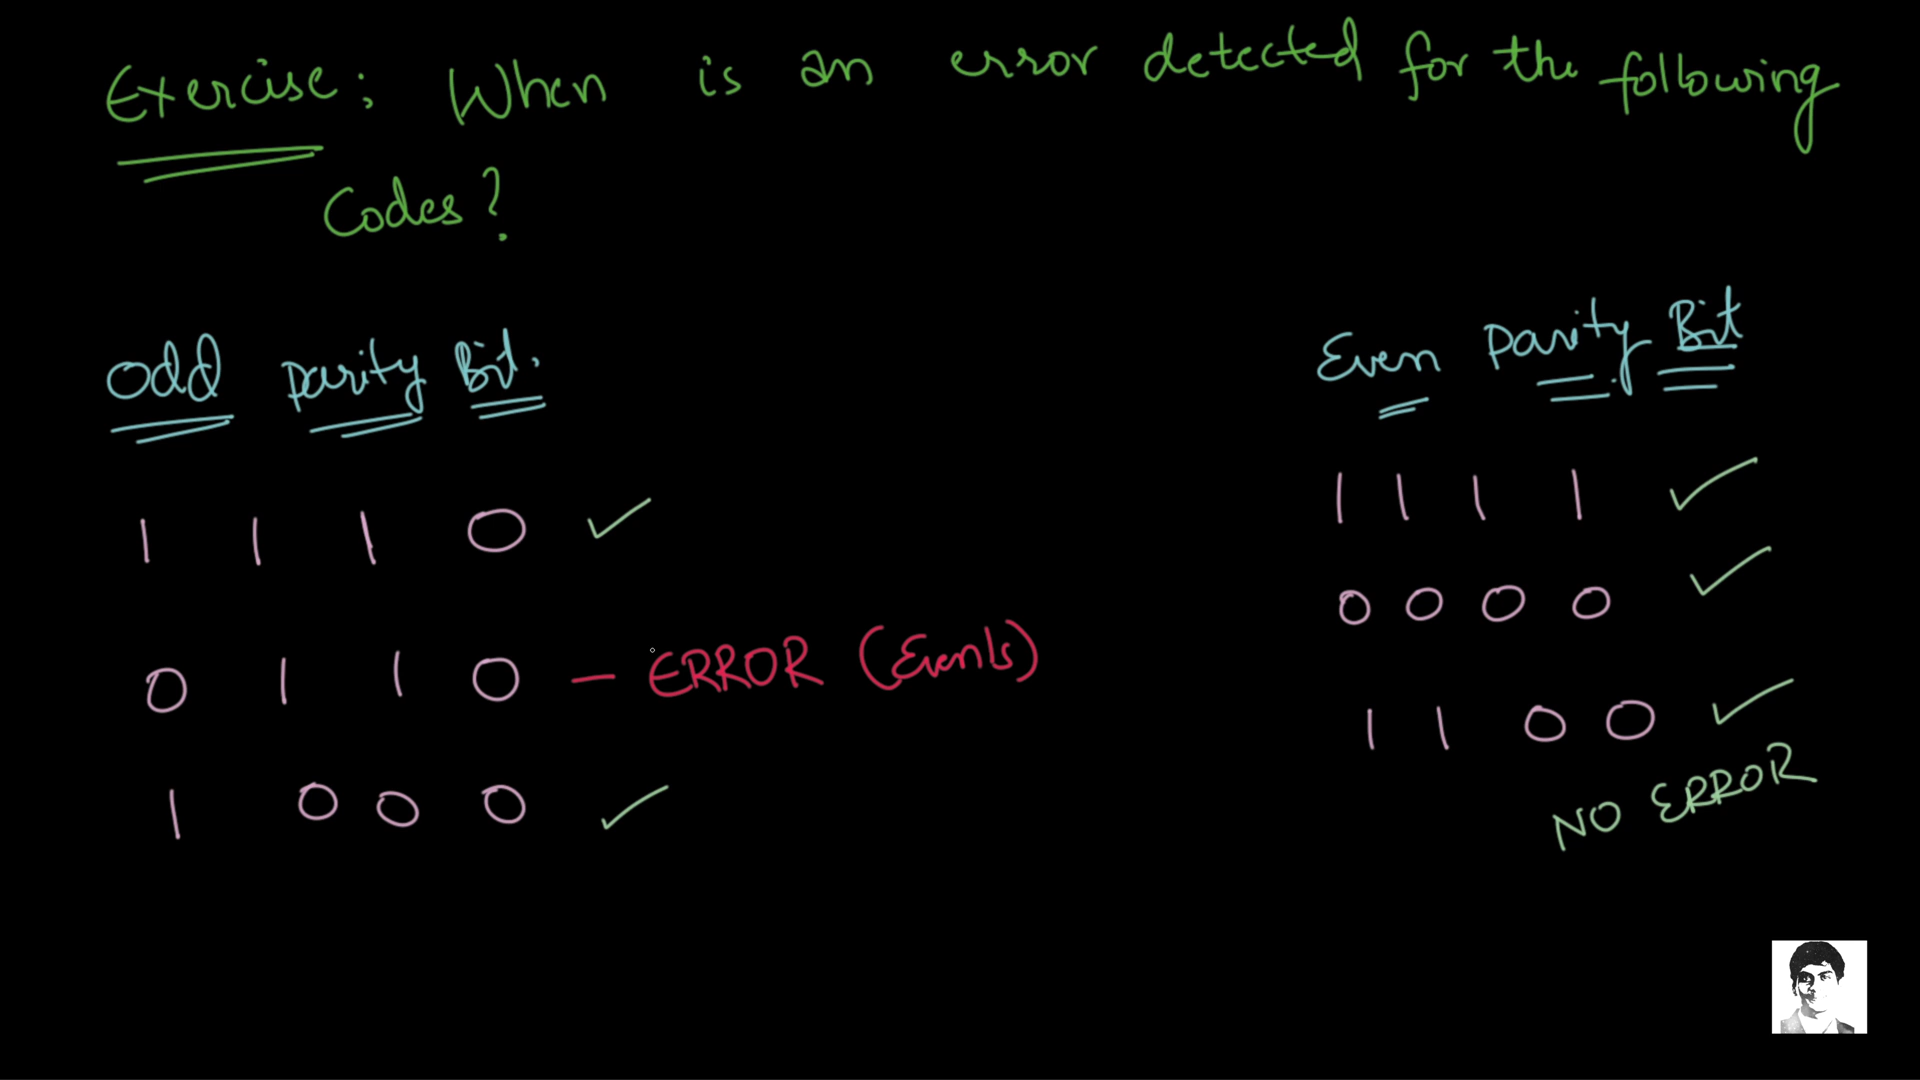 Exercise: When is an error detected for the following
Codes?
Odd Parity Bit.
1 1 1 0 ✓
0 1 1 0 — ERROR (Even 1s)
1 0 0 0 ✓
Even Parity Bit
1 1 1 1 ✓
0 0 0 0 ✓
1 1 0 0 ✓
NO ERROR